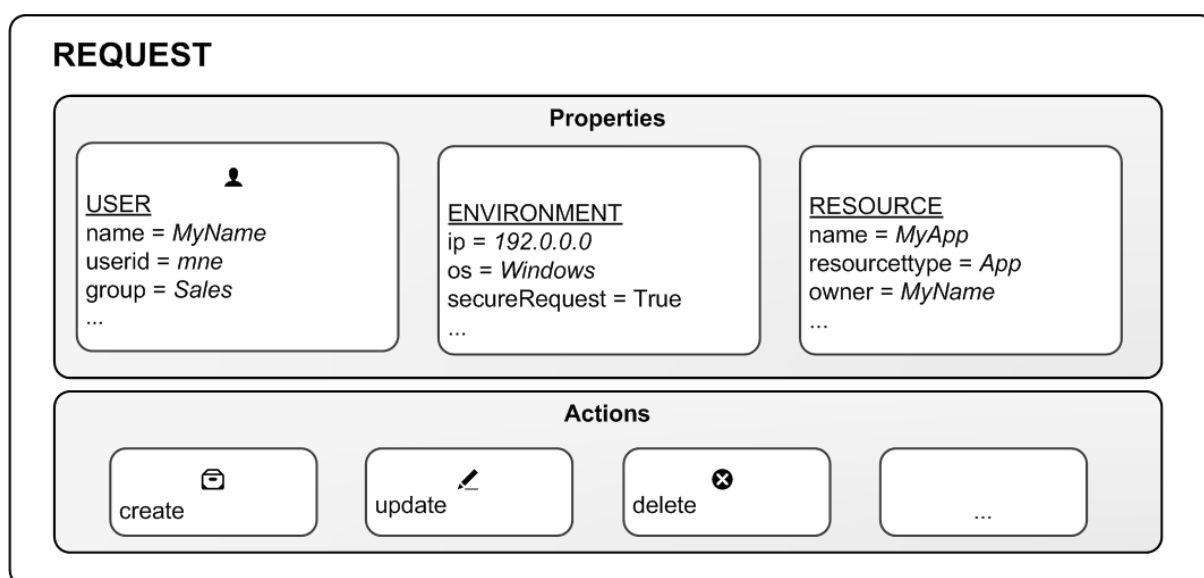 REQUEST
Properties
USER
name = MyName
userid = mne
group = Sales
...
ENVIRONMENT
ip = 192.0.0.0
os = Windows
secureRequest = True
...
RESOURCE
name = MyApp
resourcettype = App
owner = MyName
...
Actions
create
update
delete
...